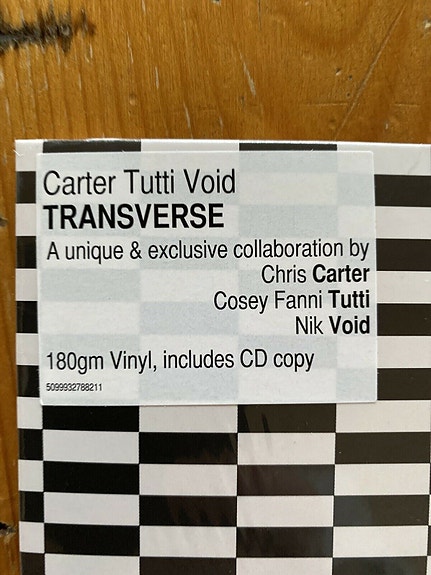 Carter Tutti Void
TRANSVERSE
A unique & exclusive collaboration by
Chris Carter
Cosey Fanni Tutti
Nik Void
180gm Vinyl, includes CD copy
5099932788211